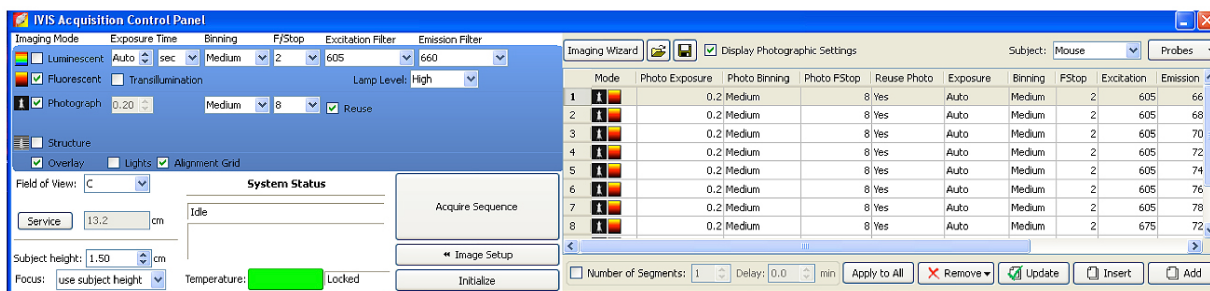 IVIS Acquisition Control Panel
Imaging Mode Exposure Time Binning F/Stop Excitation Filter Emission Filter
Luminescent Auto sec Medium 2 605 660
Fluorescent Transillumination Lamp Level: High
Photograph 0.20 Medium 8 Reuse
Structure
Overlay Lights Alignment Grid
Field of View: C
Service 13.2 cm
Subject height: 1.50 cm
Focus: use subject height
System Status
Idle
Temperature: Locked
Acquire Sequence
Image Setup
Initialize
Imaging Wizard Display Photographic Settings Subject: Mouse Probes
Mode Photo Exposure Photo Binning Photo FStop Reuse Photo Exposure Binning FStop Excitation Emission
1 0.2 Medium 8 Yes Auto Medium 2 605 66
2 0.2 Medium 8 Yes Auto Medium 2 605 68
3 0.2 Medium 8 Yes Auto Medium 2 605 70
4 0.2 Medium 8 Yes Auto Medium 2 605 72
5 0.2 Medium 8 Yes Auto Medium 2 605 74
6 0.2 Medium 8 Yes Auto Medium 2 605 76
7 0.2 Medium 8 Yes Auto Medium 2 605 78
8 0.2 Medium 8 Yes Auto Medium 2 675 72
Number of Segments: 1 Delay: 0.0 min Apply to All Remove Update Insert Add